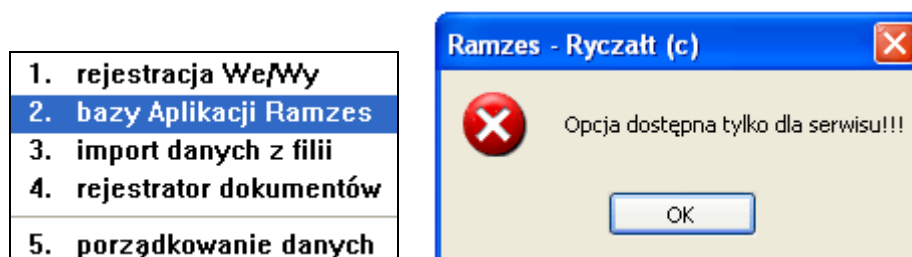 1. rejestracja We/Wy
2. bazy Aplikacji Ramzes
3. import danych z filii
4. rejestrator dokumentów
5. porządkowanie danych
Ramzes - Ryczałt (c)
Opcja dostępna tylko dla serwisu!!!
OK